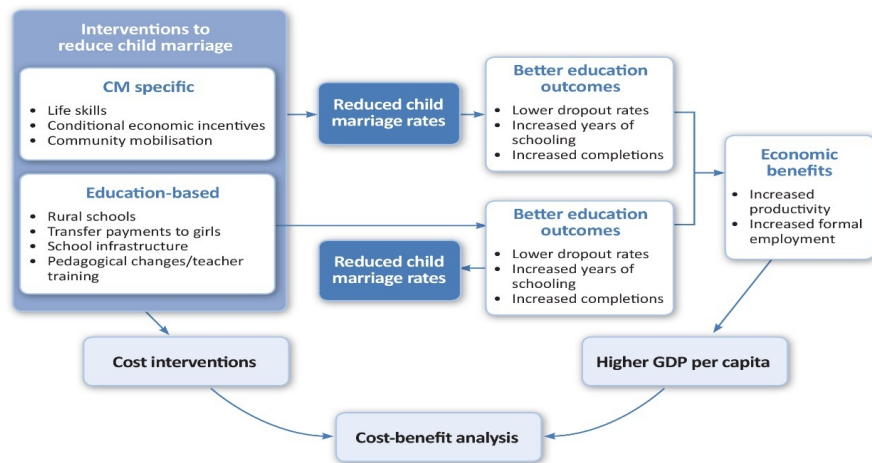 Interventions to
reduce child marriage
CM specific
• Life skills
• Conditional economic incentives
• Community mobilisation
Reduced child
marriage rates
Better education
outcomes
• Lower dropout rates
• Increased years of
schooling
• Increased completions
Education-based
• Rural schools
• Transfer payments to girls
• School infrastructure
• Pedagogical changes/teacher
training
Reduced child
marriage rates
Better education
outcomes
• Lower dropout rates
• Increased years of
schooling
• Increased completions
Economic
benefits
• Increased
productivity
• Increased formal
employment
Cost interventions
Higher GDP per capita
Cost-benefit analysis